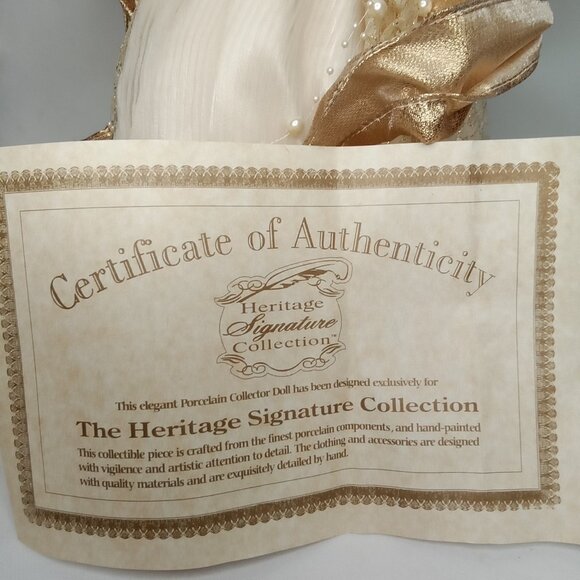 Certificate of Authenticity
Heritage
Signature
Collection™
This elegant Porcelain Collector Doll has been designed exclusively for
The Heritage Signature Collection
This collectible piece is crafted from the finest porcelain components, and hand-painted
with vigilence and artistic attention to detail. The clothing and accessories are designed
with quality materials and are exquisitely detailed by hand.